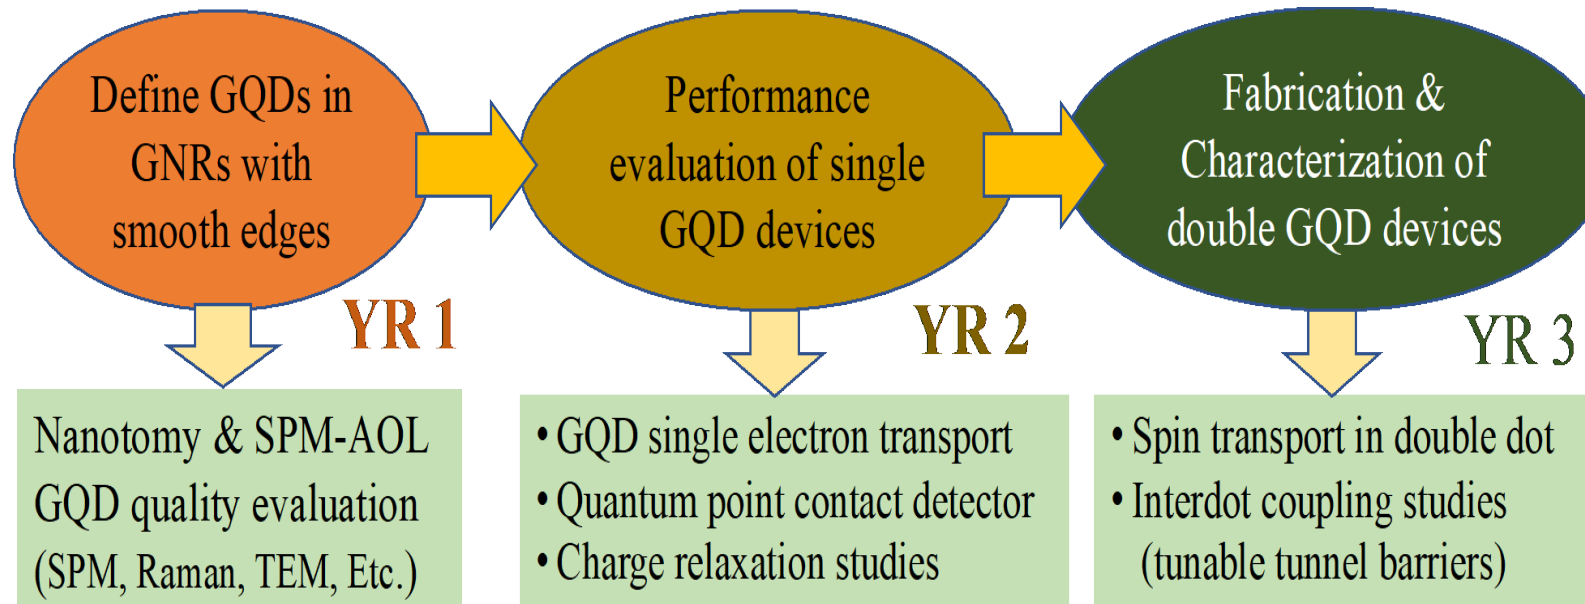 Define GQDs in
GNRs with
smooth edges
YR 1
Nanotomy & SPM-AOL
GQD quality evaluation
(SPM, Raman, TEM, Etc.)
Performance
evaluation of single
GQD devices
YR 2
• GQD single electron transport
• Quantum point contact detector
• Charge relaxation studies
Fabrication &
Characterization of
double GQD devices
YR 3
• Spin transport in double dot
• Interdot coupling studies
(tunable tunnel barriers)